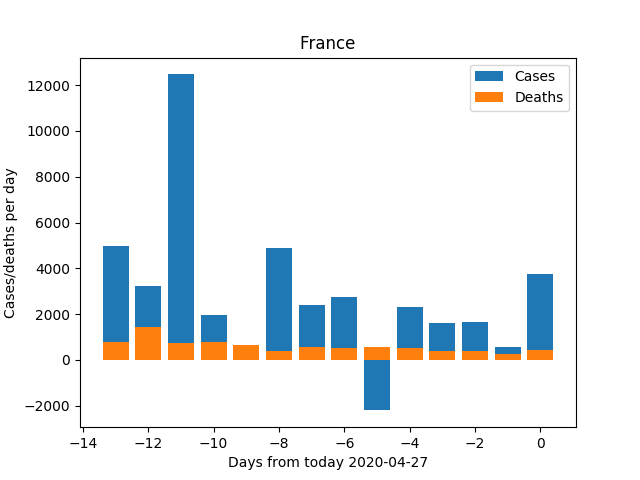 France
Cases
Deaths
Cases/deaths per day
12000
10000
8000
6000
4000
2000
0
−2000
−14 −12 −10 −8 −6 −4 −2 0
Days from today 2020-04-27